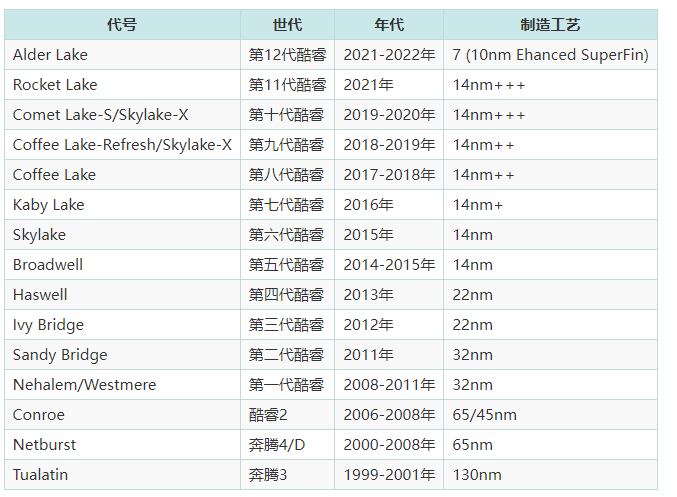 代号 世代 年代 制造工艺
Alder Lake 第12代酷睿 2021-2022年 7 (10nm Ehanced SuperFin)
Rocket Lake 第11代酷睿 2021年 14nm+++
Comet Lake-S/Skylake-X 第十代酷睿 2019-2020年 14nm+++
Coffee Lake-Refresh/Skylake-X 第九代酷睿 2018-2019年 14nm++
Coffee Lake 第八代酷睿 2017-2018年 14nm++
Kaby Lake 第七代酷睿 2016年 14nm+
Skylake 第六代酷睿 2015年 14nm
Broadwell 第五代酷睿 2014-2015年 14nm
Haswell 第四代酷睿 2013年 22nm
Ivy Bridge 第三代酷睿 2012年 22nm
Sandy Bridge 第二代酷睿 2011年 32nm
Nehalem/Westmere 第一代酷睿 2008-2011年 32nm
Conroe 酷睿2 2006-2008年 65/45nm
Netburst 奔腾4/D 2000-2008年 65nm
Tualatin 奔腾3 1999-2001年 130nm